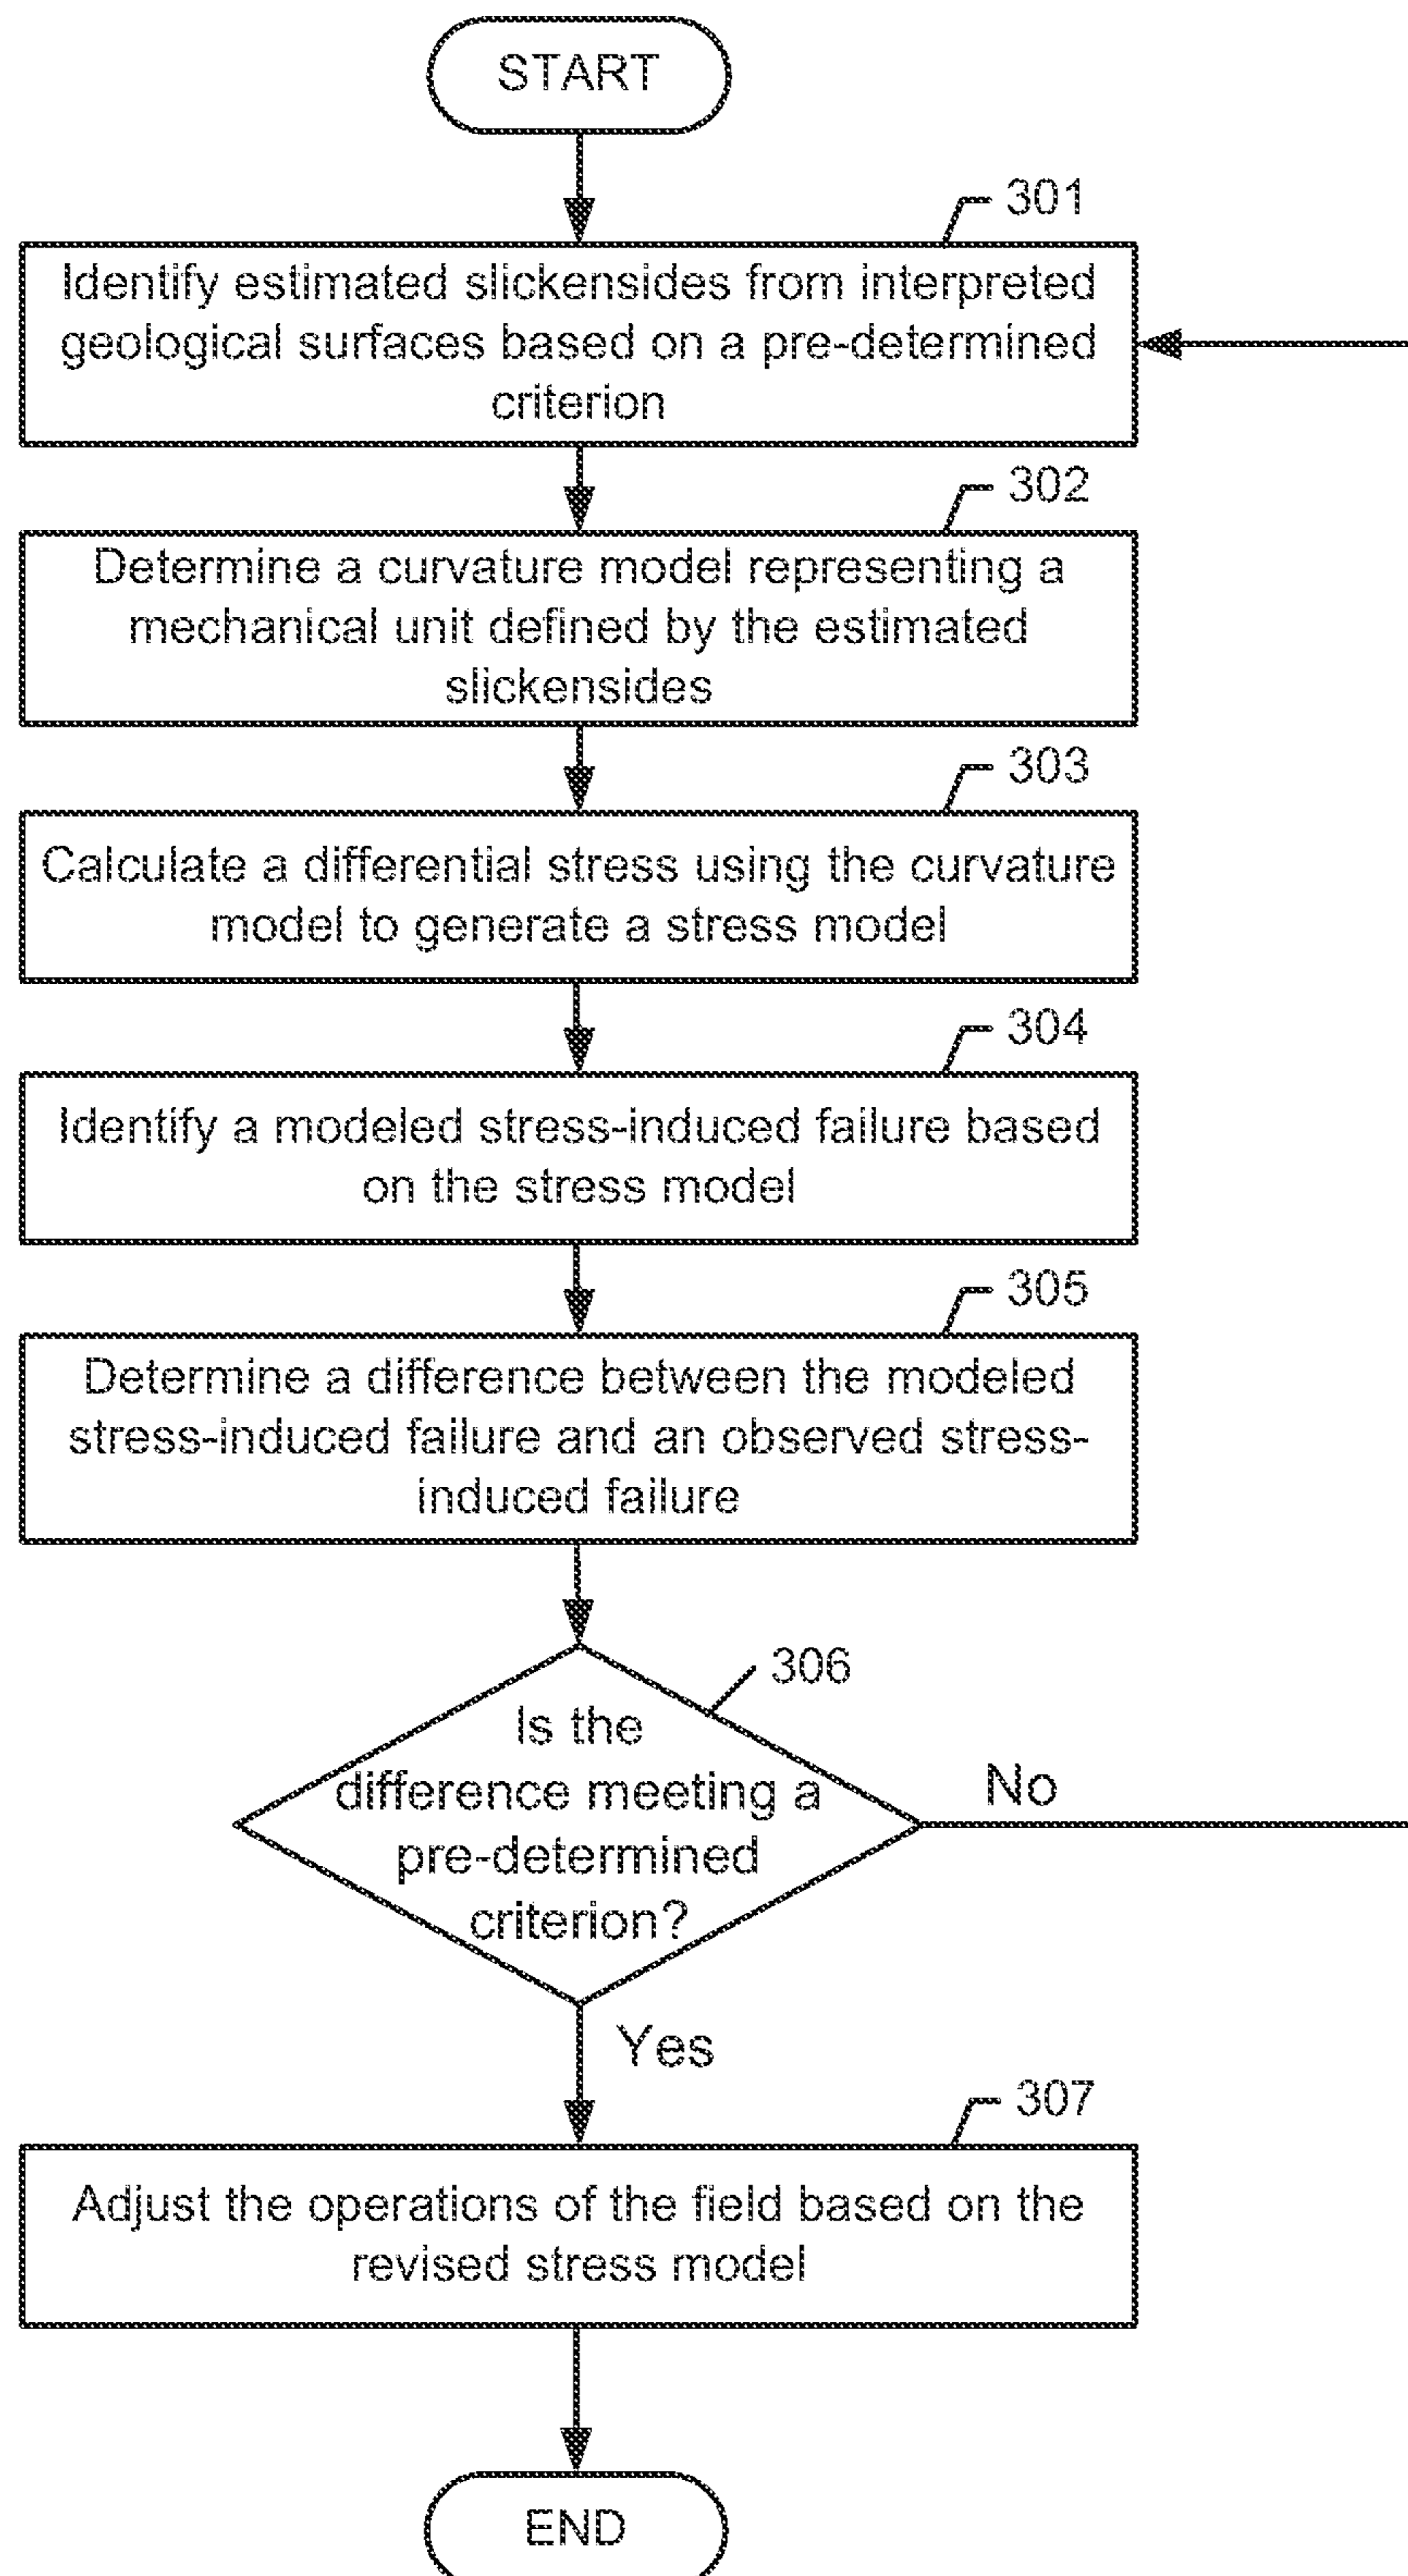 START
301
Identify estimated slickensides from interpreted
geological surfaces based on a pre-determined
criterion
302
Determine a curvature model representing a
mechanical unit defined by the estimated
slickensides
303
Calculate a differential stress using the curvature
model to generate a stress model
304
Identify a modeled stress-induced failure based
on the stress model
305
Determine a difference between the modeled
stress-induced failure and an observed stress-
induced failure
306
Is the
difference meeting a
pre-determined
criterion?
No
Yes
307
Adjust the operations of the field based on the
revised stress model
END